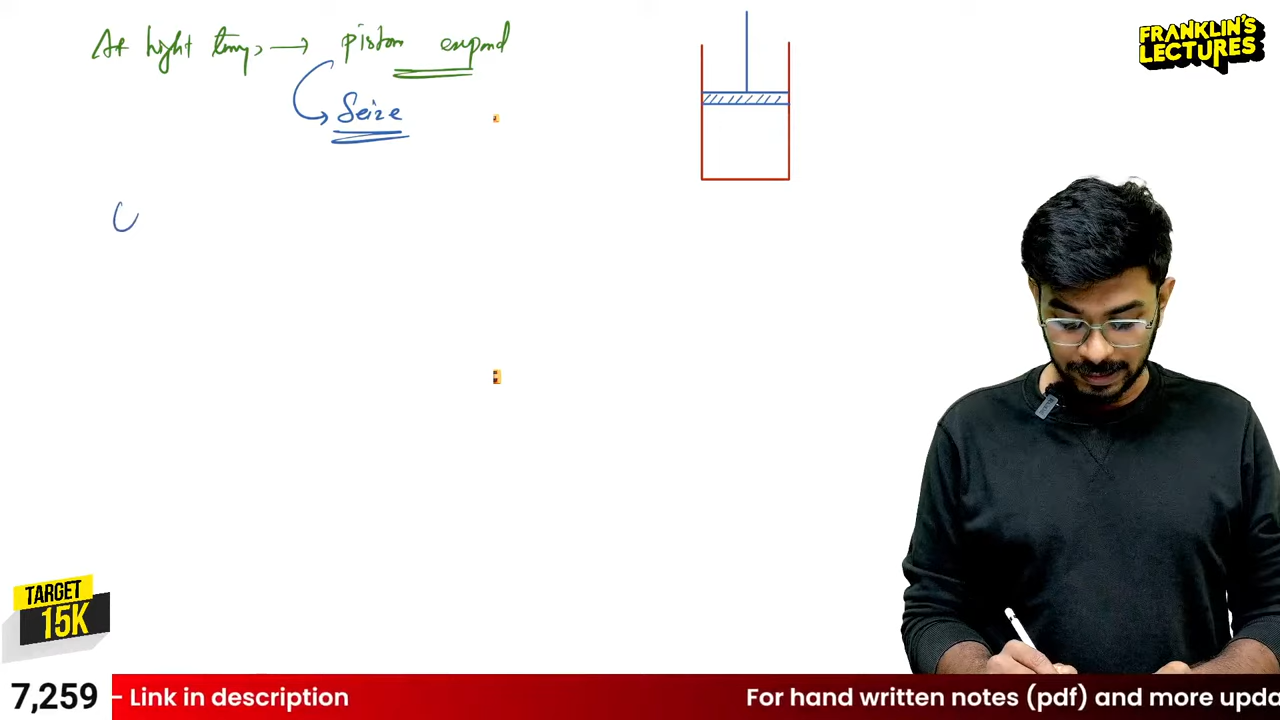 At hight temp, → piston expand
Seize
FRANKLIN'S
LECTURES
TARGET
15K
7,259
– Link in description
For hand written notes (pdf) and more upda